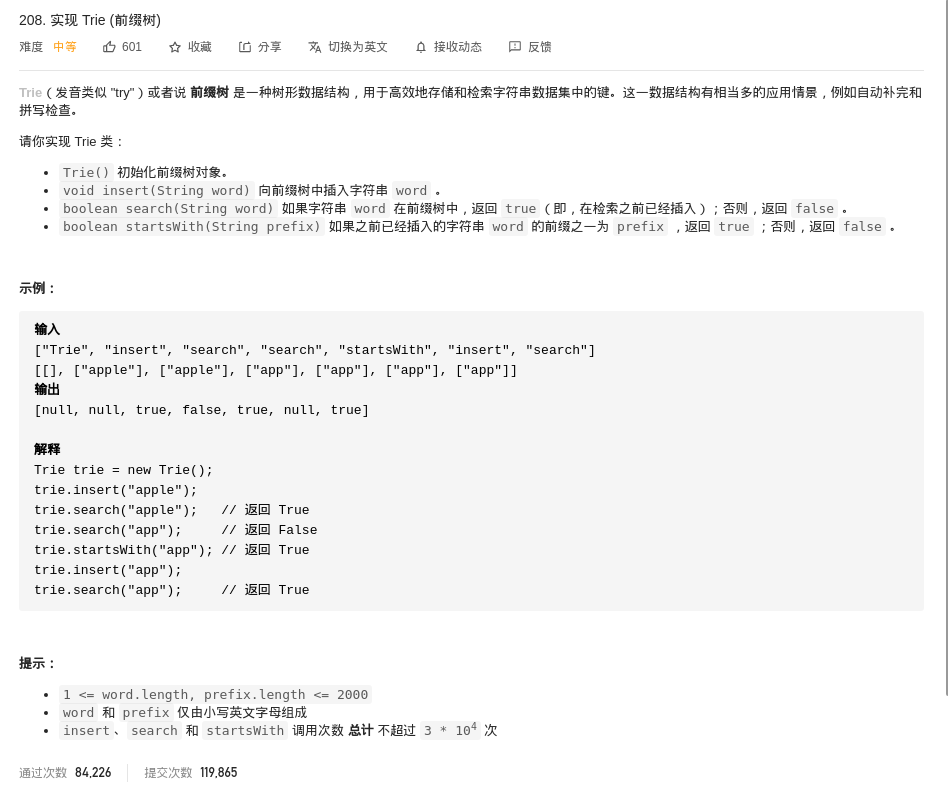 208. 实现 Trie (前缀树)
难度 中等 601 收藏 分享 切换为英文 接收动态 反馈
Trie（发音类似 "try"）或者说 前缀树 是一种树形数据结构，用于高效地存储和检索字符串数据集中的键。这一数据结构有相当多的应用情景，例如自动补完和
拼写检查。
请你实现 Trie 类：
• Trie() 初始化前缀树对象。
• void insert(String word) 向前缀树中插入字符串 word 。
• boolean search(String word) 如果字符串 word 在前缀树中，返回 true（即，在检索之前已经插入）；否则，返回 false 。
• boolean startsWith(String prefix) 如果之前已经插入的字符串 word 的前缀之一为 prefix ，返回 true ；否则，返回 false 。
示例：
输入
["Trie", "insert", "search", "search", "startsWith", "insert", "search"]
[[], ["apple"], ["apple"], ["app"], ["app"], ["app"], ["app"]]
输出
[null, null, true, false, true, null, true]
解释
Trie trie = new Trie();
trie.insert("apple");
trie.search("apple");   // 返回 True
trie.search("app");     // 返回 False
trie.startsWith("app"); // 返回 True
trie.insert("app");
trie.search("app");     // 返回 True
提示：
• 1 <= word.length, prefix.length <= 2000
• word 和 prefix 仅由小写英文字母组成
• insert、search 和 startsWith 调用次数 总计 不超过 3 * 10^4 次
通过次数 84,226 提交次数 119,865